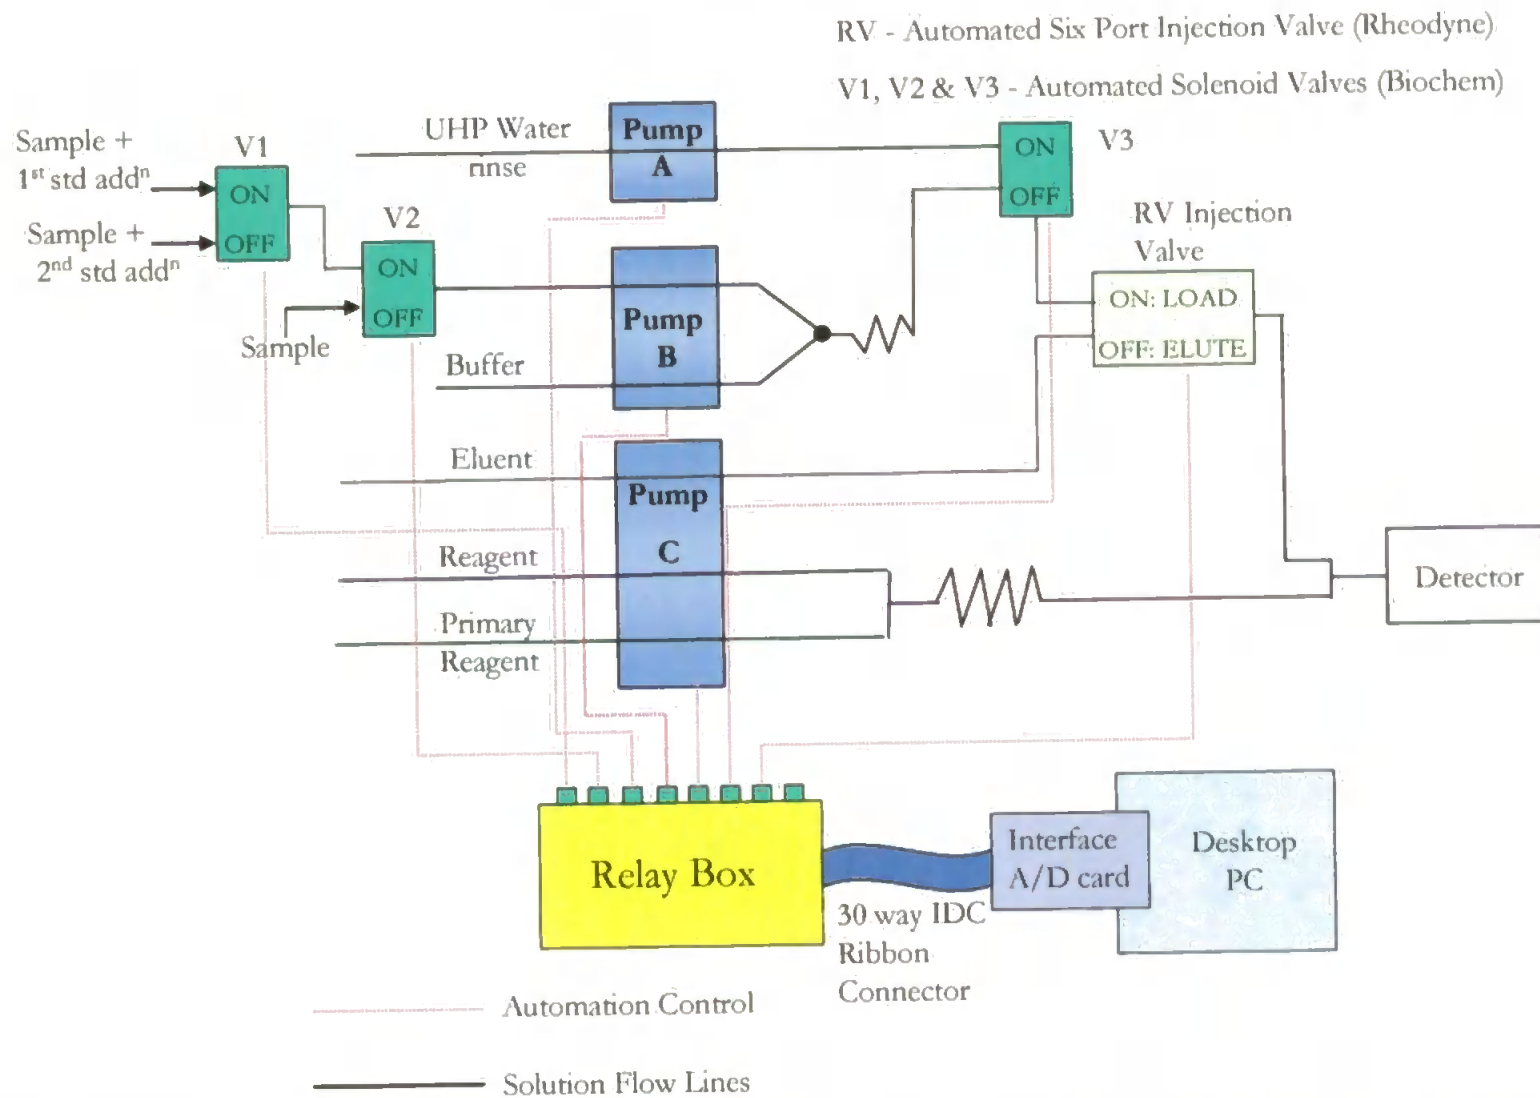 RV - Automated Six Port Injection Valve (Rheodyne)
V1, V2 & V3 - Automated Solenoid Valves (Biochem)
Sample +
1st std addn
Sample +
2nd std addn
V1
ON
OFF
V2
ON
OFF
Sample
UHP Water
rinse
Pump
A
V3
ON
OFF
RV Injection
Valve
ON: LOAD
OFF: ELUTE
Buffer
Pump
B
Eluent
Reagent
Primary
Reagent
Pump
C
Detector
Relay Box
30 way IDC
Ribbon
Connector
Interface
A/D card
Desktop
PC
Automation Control
Solution Flow Lines